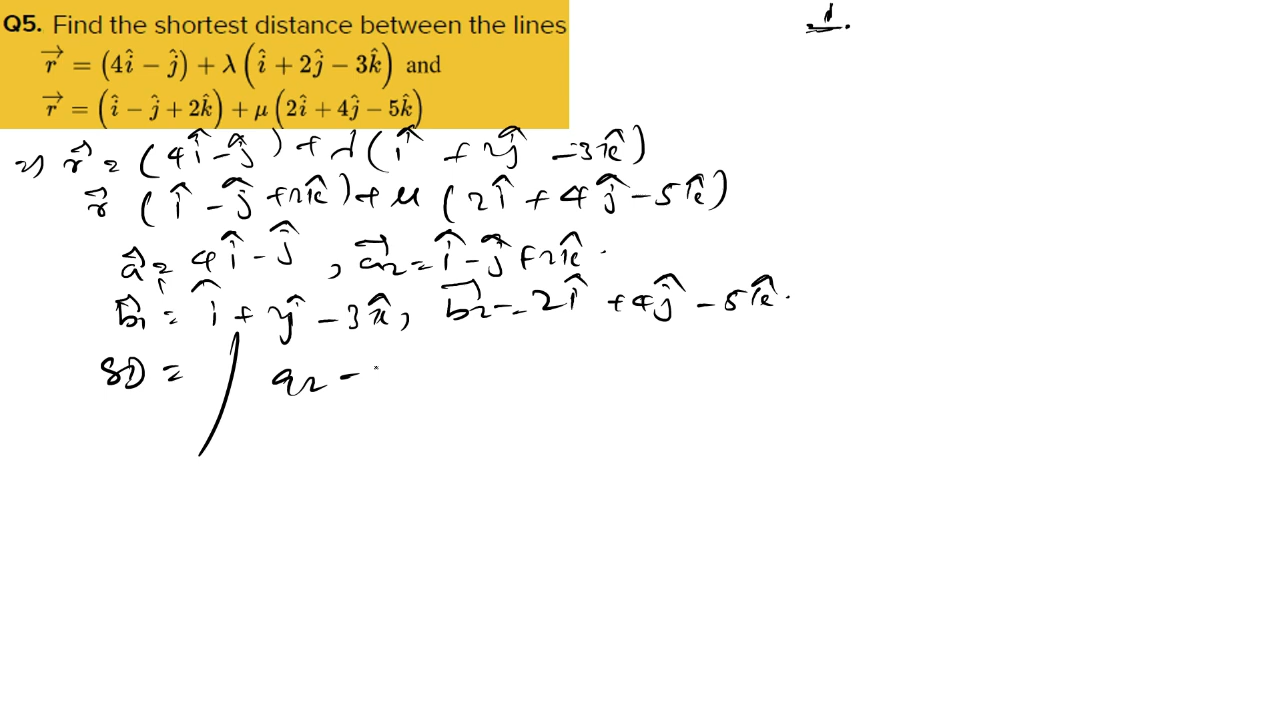 Q5. Find the shortest distance between the lines
r⃗ = (4î − ĵ) + λ(î + 2ĵ − 3k̂) and
r⃗ = (î − ĵ + 2k̂) + μ(2î + 4ĵ − 5k̂)
r⃗ = (4î − ĵ) + λ(î + 2ĵ − 3k̂)
r⃗ (î − ĵ + 2k̂) + μ(2î + 4ĵ − 5k̂)
a⃗₁ = 4î − ĵ, a⃗₂ = î − ĵ + 2k̂.
b⃗₁ = î + 2ĵ − 3k̂, b⃗₂ = 2î + 4ĵ − 5k̂.
SD = | a₂ −